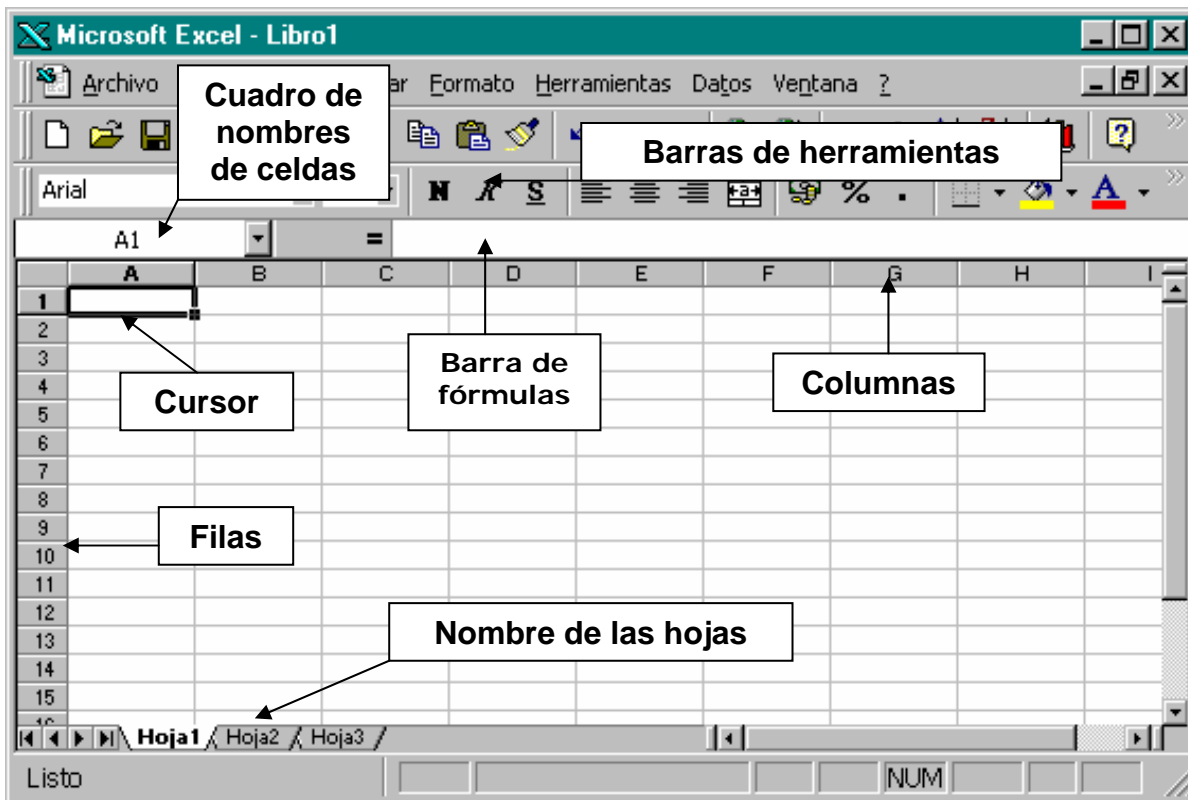 Microsoft Excel - Libro1
Archivo ar Formato Herramientas Datos Ventana ?
Cuadro de
nombres
de celdas
Barras de herramientas
Arial N K S % .
A1 =
A B C D E F G H I
1
2
3
4
5
6
7
8
9
10
11
12
13
14
15
Cursor
Barra de
fórmulas
Columnas
Filas
Nombre de las hojas
Hoja1 Hoja2 Hoja3
Listo NUM